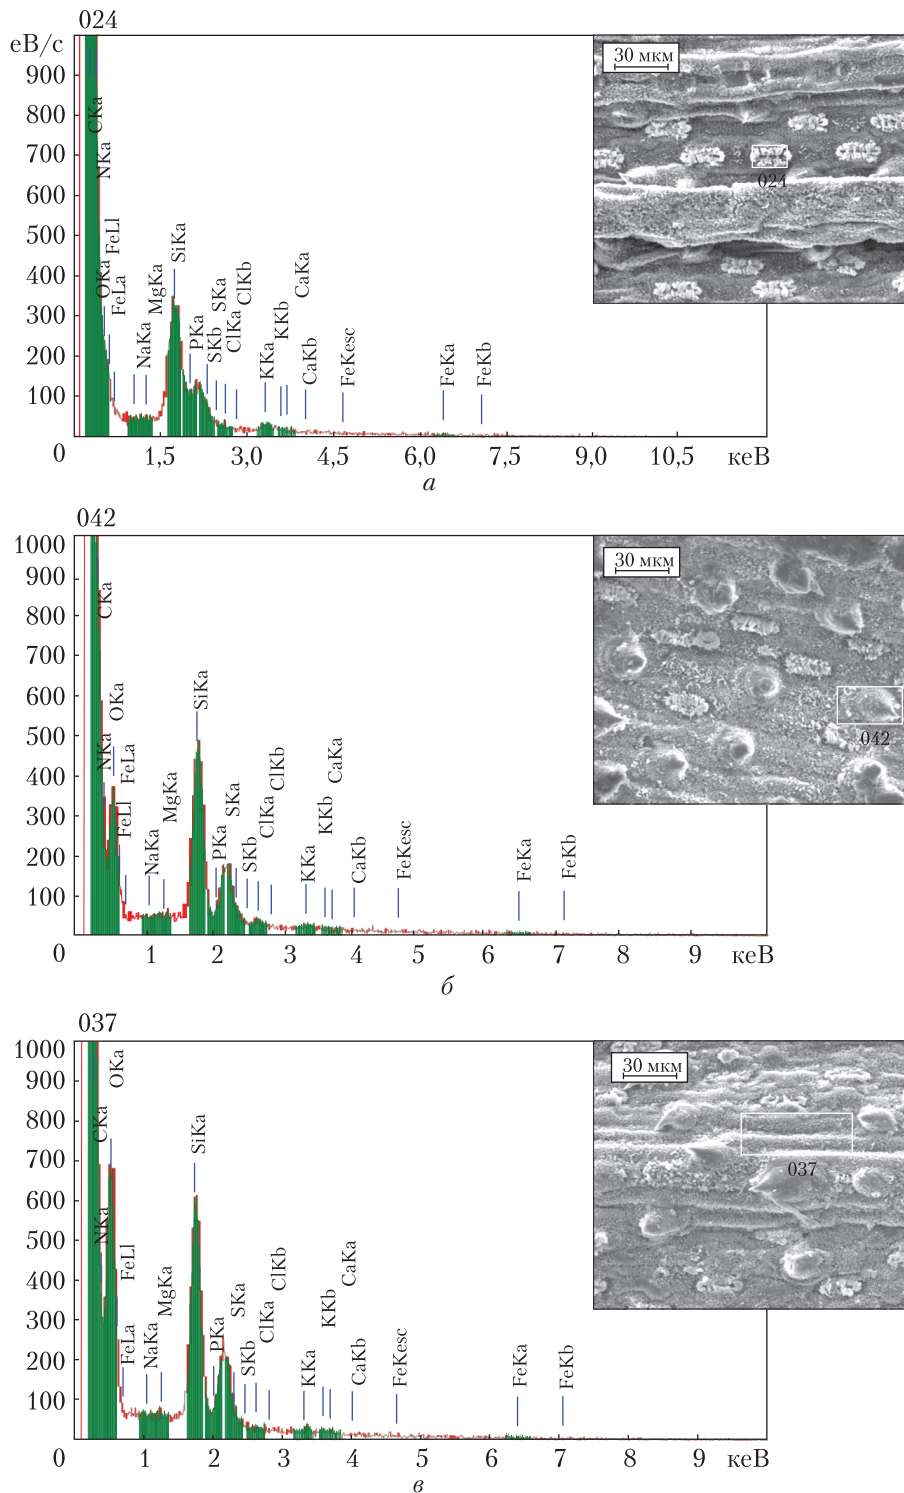 024
еВ/с
900
800
700
600
500
400
300
200
100
0
1,5
3,0
4,5
6,0
7,5
9,0
10,5
кеВ
CKa
NKa
OKa
FeLl
FeLa
NaKa
MgKa
SiKa
PKa
SKb
SKa
ClKa
ClKb
KKa
KKb
CaKa
CaKb
FeKesc
FeKa
FeKb
30 мкм
024
а
042
1000
900
800
700
600
500
400
300
200
100
0
1
2
3
4
5
6
7
8
9
кеВ
CKa
NKa
OKa
FeLl
FeLa
NaKa
MgKa
SiKa
PKa
SKa
SKb
ClKa
ClKb
KKa
KKb
CaKa
CaKb
FeKesc
FeKa
FeKb
30 мкм
042
б
037
1000
900
800
700
600
500
400
300
200
100
0
1
2
3
4
5
6
7
8
9
кеВ
CKa
NKa
OKa
FeLl
FeLa
NaKa
MgKa
SiKa
PKa
SKa
SKb
ClKa
ClKb
KKa
KKb
CaKa
CaKb
FeKesc
FeKa
FeKb
30 мкм
037
в